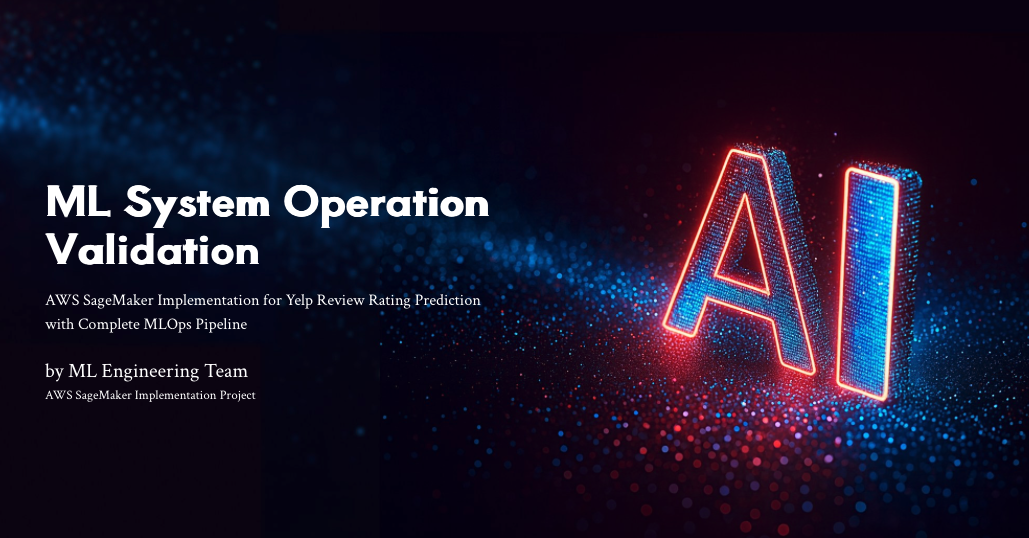 ML System Operation
Validation
AWS SageMaker Implementation for Yelp Review Rating Prediction
with Complete MLOps Pipeline
by ML Engineering Team
AWS SageMaker Implementation Project
AI